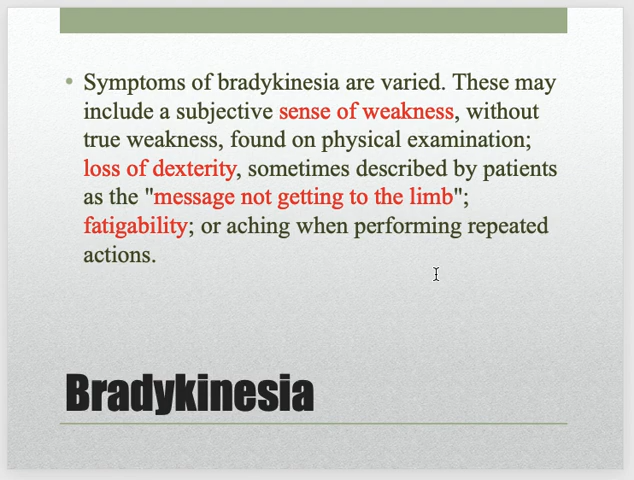 • Symptoms of bradykinesia are varied. These may
include a subjective sense of weakness, without
true weakness, found on physical examination;
loss of dexterity, sometimes described by patients
as the "message not getting to the limb";
fatigability; or aching when performing repeated
actions.
Bradykinesia